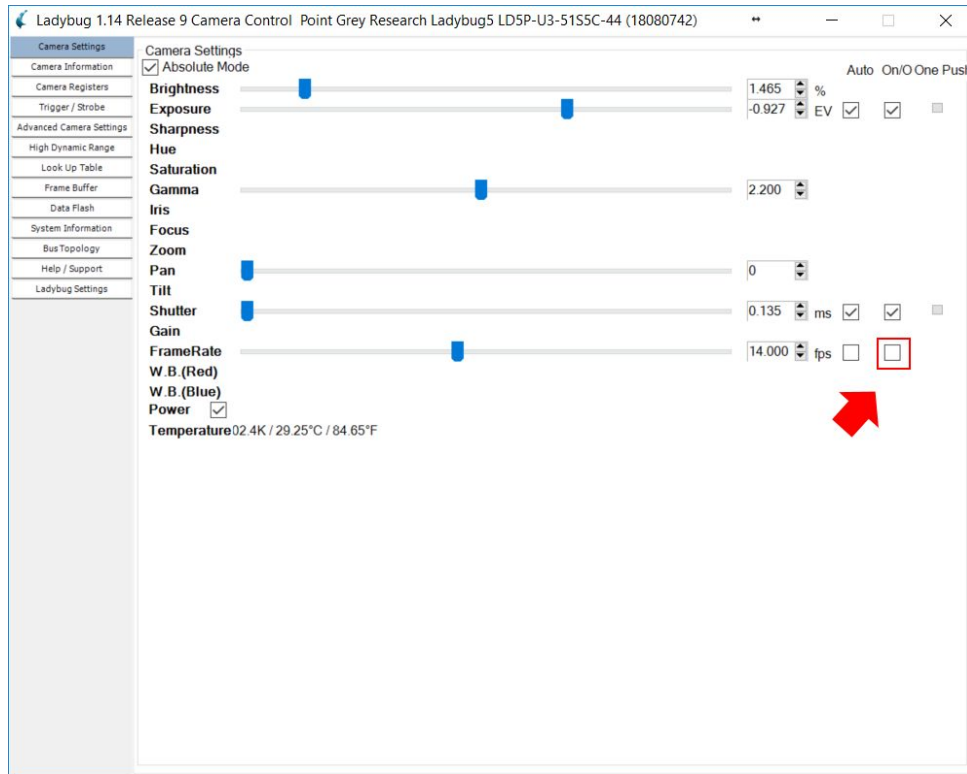 Ladybug 1.14 Release 9 Camera Control Point Grey Research Ladybug5 LD5P-U3-51S5C-44 (18080742)
Camera Settings
Camera Information
Camera Registers
Trigger / Strobe
Advanced Camera Settings
High Dynamic Range
Look Up Table
Frame Buffer
Data Flash
System Information
Bus Topology
Help / Support
Ladybug Settings
Camera Settings
Absolute Mode
Auto On/O One Pus
Brightness 1.465 %
Exposure -0.927 EV
Sharpness
Hue
Saturation
Gamma 2.200
Iris
Focus
Zoom
Pan 0
Tilt
Shutter 0.135 ms
Gain
FrameRate 14.000 fps
W.B.(Red)
W.B.(Blue)
Power
Temperature 02.4K / 29.25°C / 84.65°F